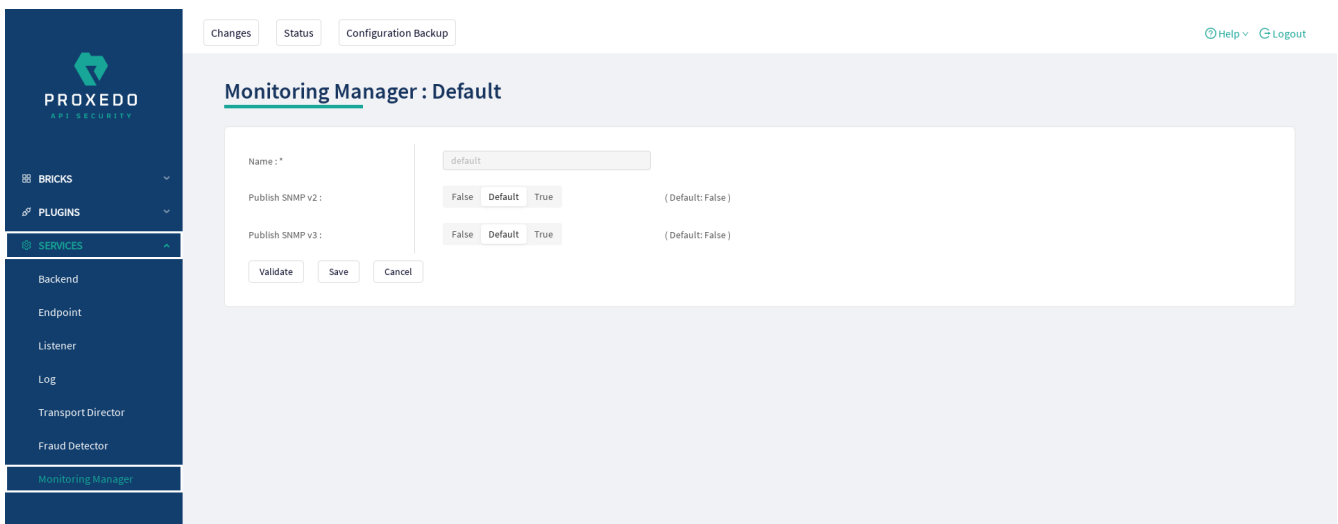 Changes Status Configuration Backup Help Logout
PROXEDO
API SECURITY
Monitoring Manager : Default
BRICKS
PLUGINS
SERVICES
Backend
Endpoint
Listener
Log
Transport Director
Fraud Detector
Monitoring Manager
Name : * default
Publish SNMP v2 : False Default True ( Default: False )
Publish SNMP v3 : False Default True ( Default: False )
Validate Save Cancel